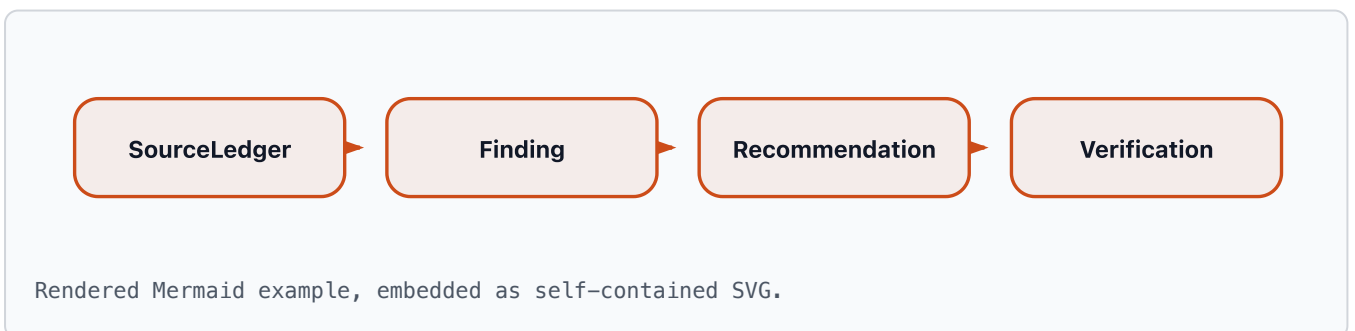 SourceLedger
Finding
Recommendation
Verification
Rendered Mermaid example, embedded as self-contained SVG.